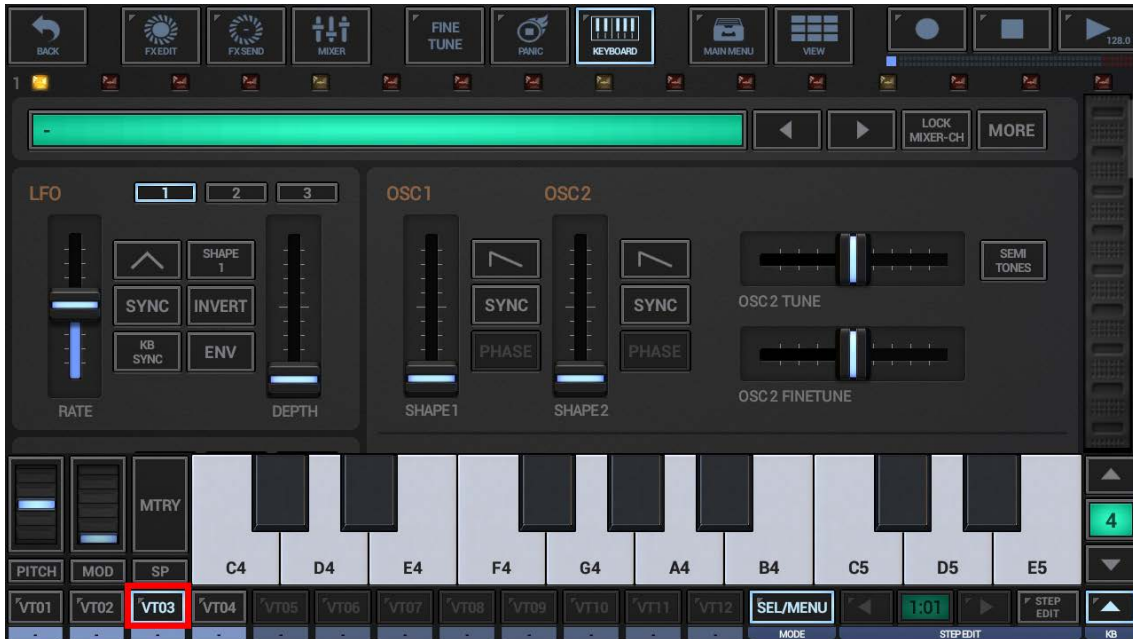 BACK FX EDIT FX SEND MIXER FINE TUNE PANIC KEYBOARD MAIN MENU VIEW 128.0
1
- LOCK MIXER-CH MORE
LFO 1 2 3 OSC1 OSC2
SHAPE 1 SEMI TONES
SYNC INVERT SYNC SYNC OSC2 TUNE
KB SYNC ENV PHASE PHASE
OSC2 FINETUNE
RATE DEPTH SHAPE1 SHAPE2
MTRY
4
PITCH MOD SP C4 D4 E4 F4 G4 A4 B4 C5 D5 E5
VT01 VT02 VT03 VT04 VT05 VT06 VT07 VT08 VT09 VT10 VT11 VT12 SEL/MENU 1:01 STEP EDIT
- - - - - - - - - - - - MODE STEPEDIT KB